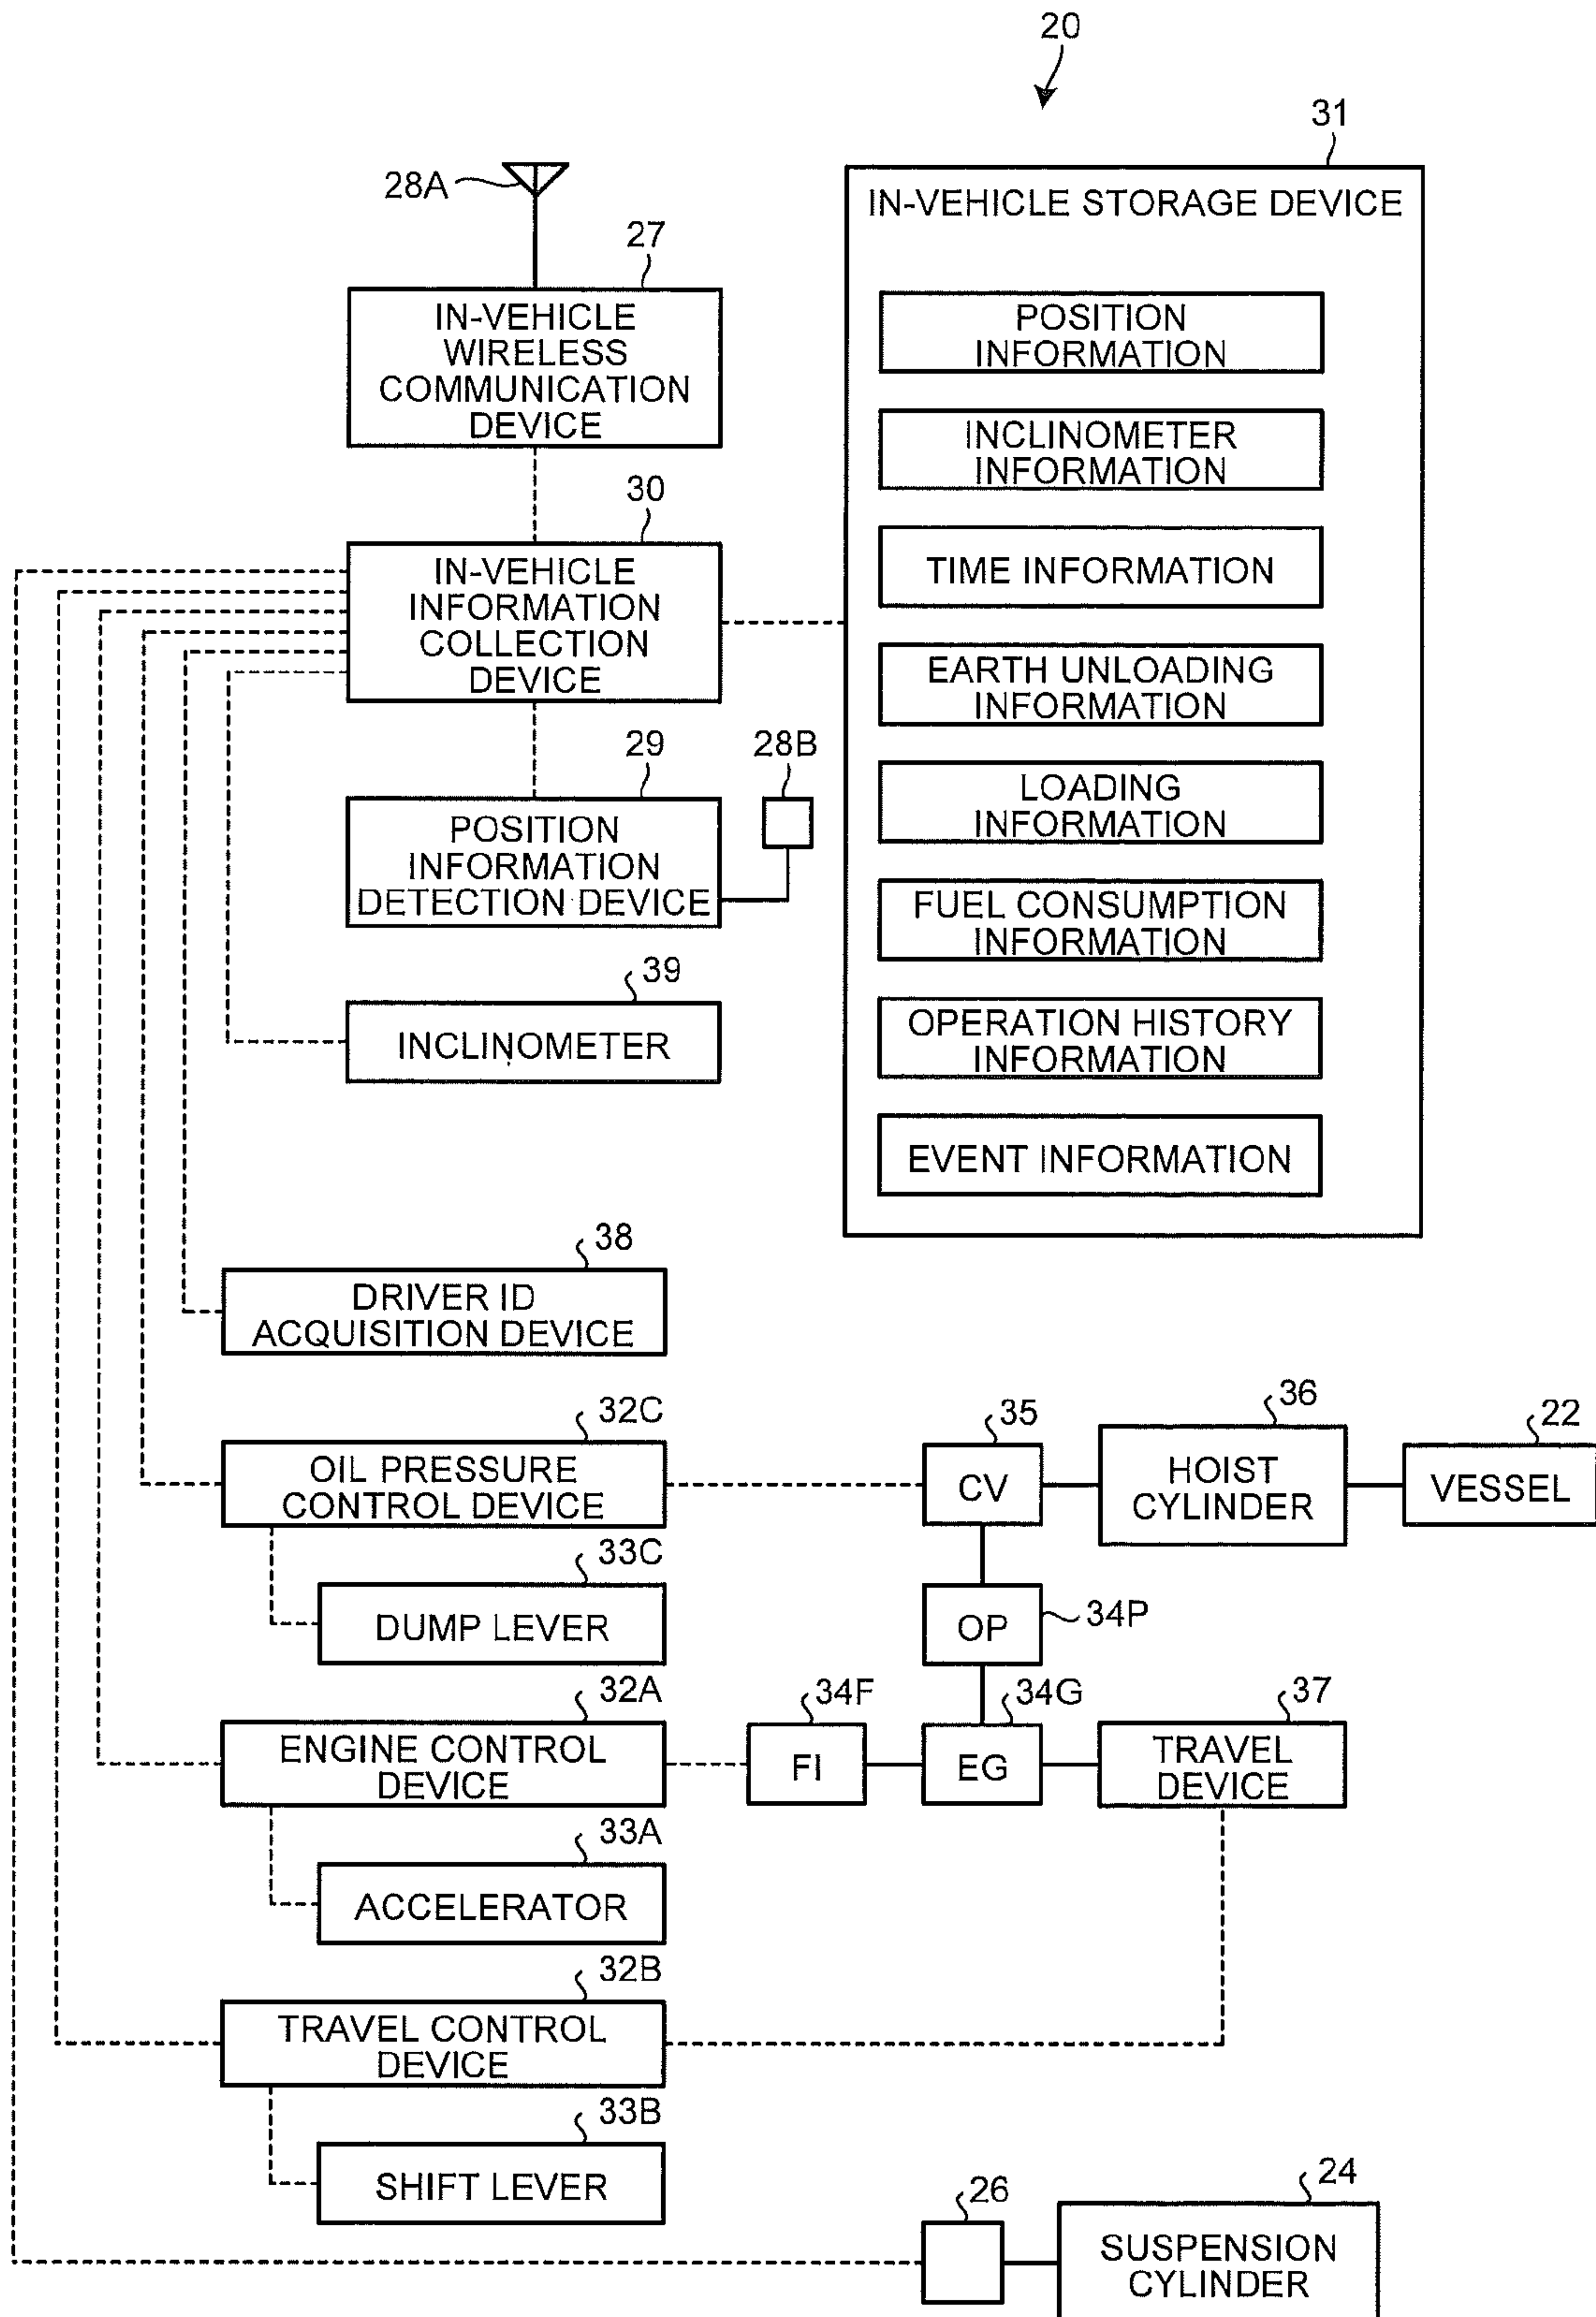 20
31
28A
IN-VEHICLE STORAGE DEVICE
27
IN-VEHICLE
WIRELESS
COMMUNICATION
DEVICE
POSITION
INFORMATION
INCLINOMETER
INFORMATION
30
IN-VEHICLE
INFORMATION
COLLECTION
DEVICE
TIME INFORMATION
EARTH UNLOADING
INFORMATION
29
28B
POSITION
INFORMATION
DETECTION DEVICE
LOADING
INFORMATION
FUEL CONSUMPTION
INFORMATION
39
INCLINOMETER
OPERATION HISTORY
INFORMATION
EVENT INFORMATION
38
DRIVER ID
ACQUISITION DEVICE
32C
OIL PRESSURE
CONTROL DEVICE
35
CV
36
HOIST
CYLINDER
22
VESSEL
33C
DUMP LEVER
OP
34P
32A
ENGINE CONTROL
DEVICE
34F
FI
34G
EG
37
TRAVEL
DEVICE
33A
ACCELERATOR
32B
TRAVEL CONTROL
DEVICE
33B
SHIFT LEVER
26
24
SUSPENSION
CYLINDER